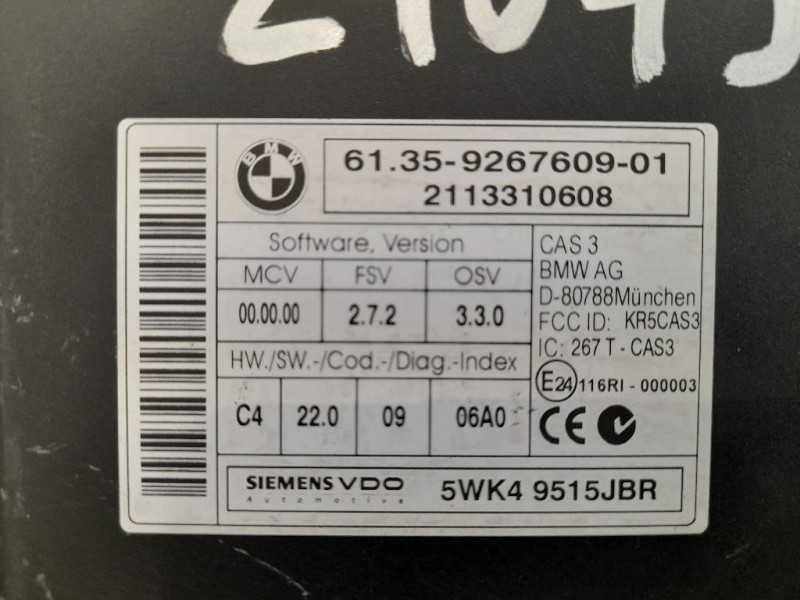 BMW
61.35-9267609-01
2113310608
Software, Version
MCV FSV OSV
00.00.00 2.7.2 3.3.0
HW./SW.-/Cod.-/Diag.-Index
C4 22.0 09 06A0
CAS 3
BMW AG
D-80788München
FCC ID: KR5CAS3
IC: 267 T - CAS3
E24 116RI - 000003
CE
SIEMENS VDO
Automotive
5WK4 9515JBR